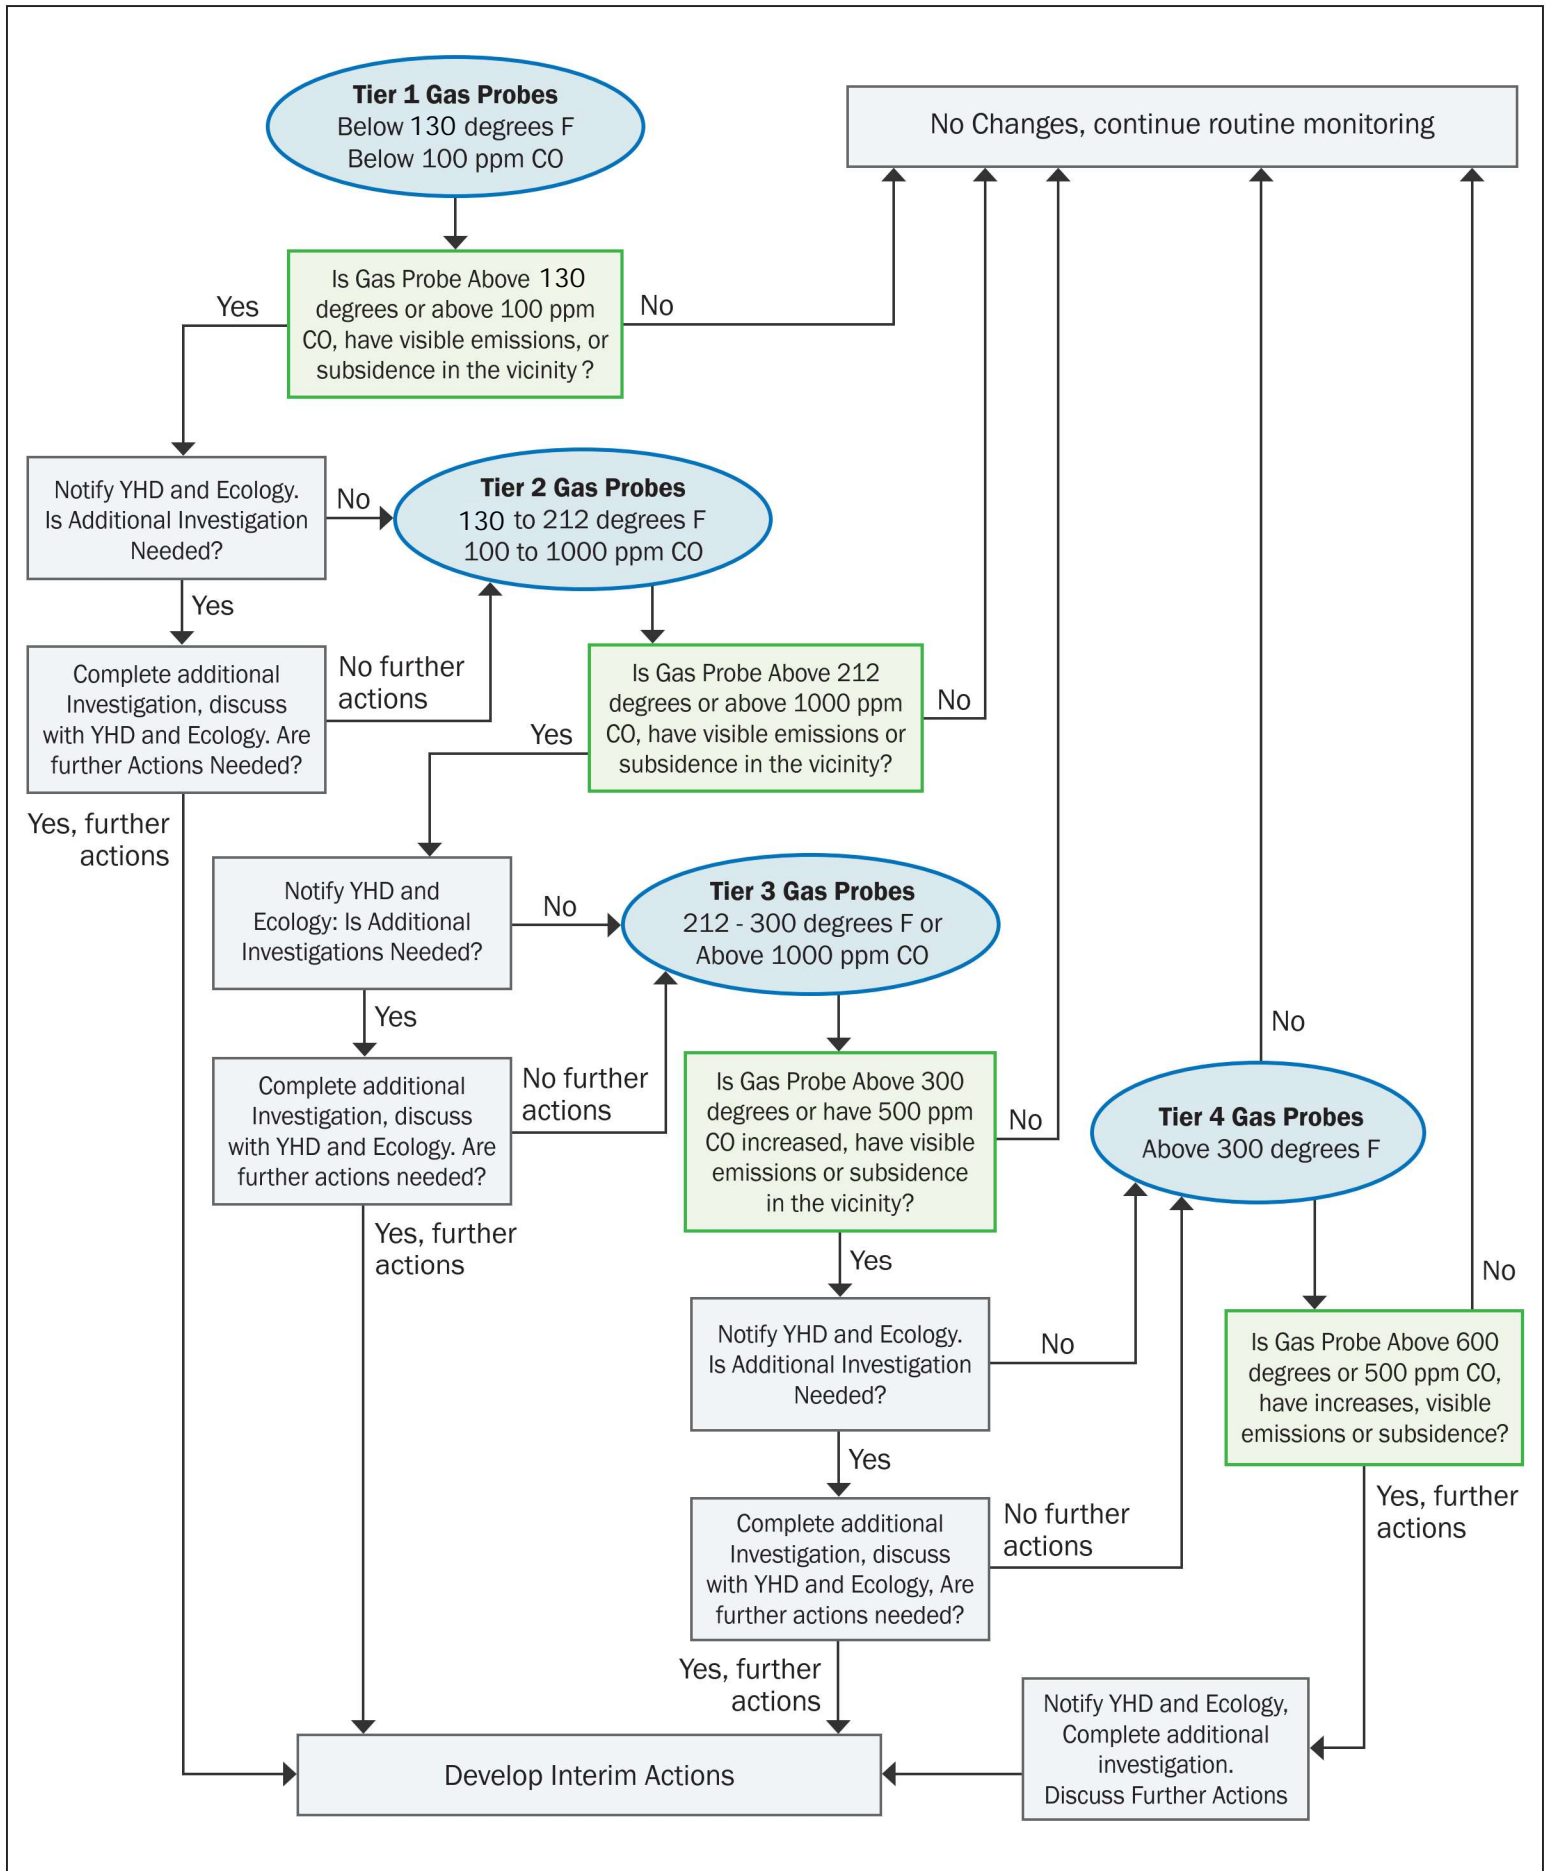 Tier 1 Gas Probes
Below 130 degrees F
Below 100 ppm CO
No Changes, continue routine monitoring
Is Gas Probe Above 130
degrees or above 100 ppm
CO, have visible emissions, or
subsidence in the vicinity?
Yes
No
Notify YHD and Ecology.
Is Additional Investigation
Needed?
No
Yes
Tier 2 Gas Probes
130 to 212 degrees F
100 to 1000 ppm CO
Complete additional
Investigation, discuss
with YHD and Ecology. Are
further Actions Needed?
No further
actions
Yes, further
actions
Is Gas Probe Above 212
degrees or above 1000 ppm
CO, have visible emissions or
subsidence in the vicinity?
No
Yes
Notify YHD and
Ecology: Is Additional
Investigations Needed?
No
Yes
Tier 3 Gas Probes
212 - 300 degrees F or
Above 1000 ppm CO
Complete additional
Investigation, discuss
with YHD and Ecology. Are
further actions needed?
No further
actions
Yes, further
actions
Is Gas Probe Above 300
degrees or have 500 ppm
CO increased, have visible
emissions or subsidence
in the vicinity?
No
Yes
No
Tier 4 Gas Probes
Above 300 degrees F
Notify YHD and Ecology.
Is Additional Investigation
Needed?
No
Yes
No
Is Gas Probe Above 600
degrees or 500 ppm CO,
have increases, visible
emissions or subsidence?
Yes, further
actions
Complete additional
Investigation, discuss
with YHD and Ecology, Are
further actions needed?
No further
actions
Yes, further
actions
Notify YHD and Ecology,
Complete additional
investigation.
Discuss Further Actions
Develop Interim Actions